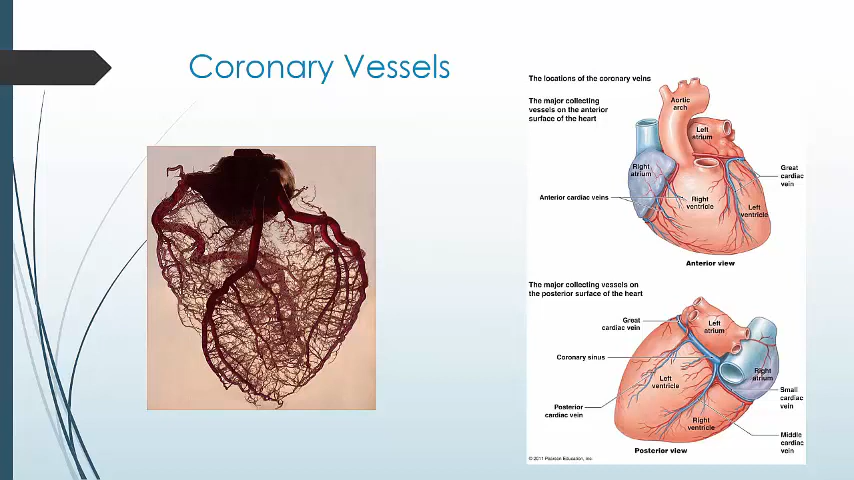 Coronary Vessels
The locations of the coronary veins
The major collecting
vessels on the anterior
surface of the heart
Aortic
arch
Left
atrium
Right
atrium
Great
cardiac
vein
Anterior cardiac veins
Right
ventricle
Left
ventricle
Anterior view
The major collecting vessels on
the posterior surface of the heart
Great
cardiac vein
Left
atrium
Coronary sinus
Left
ventricle
Right
atrium
Small
cardiac
vein
Posterior
cardiac vein
Right
ventricle
Middle
cardiac
vein
Posterior view
© 2011 Pearson Education, Inc.